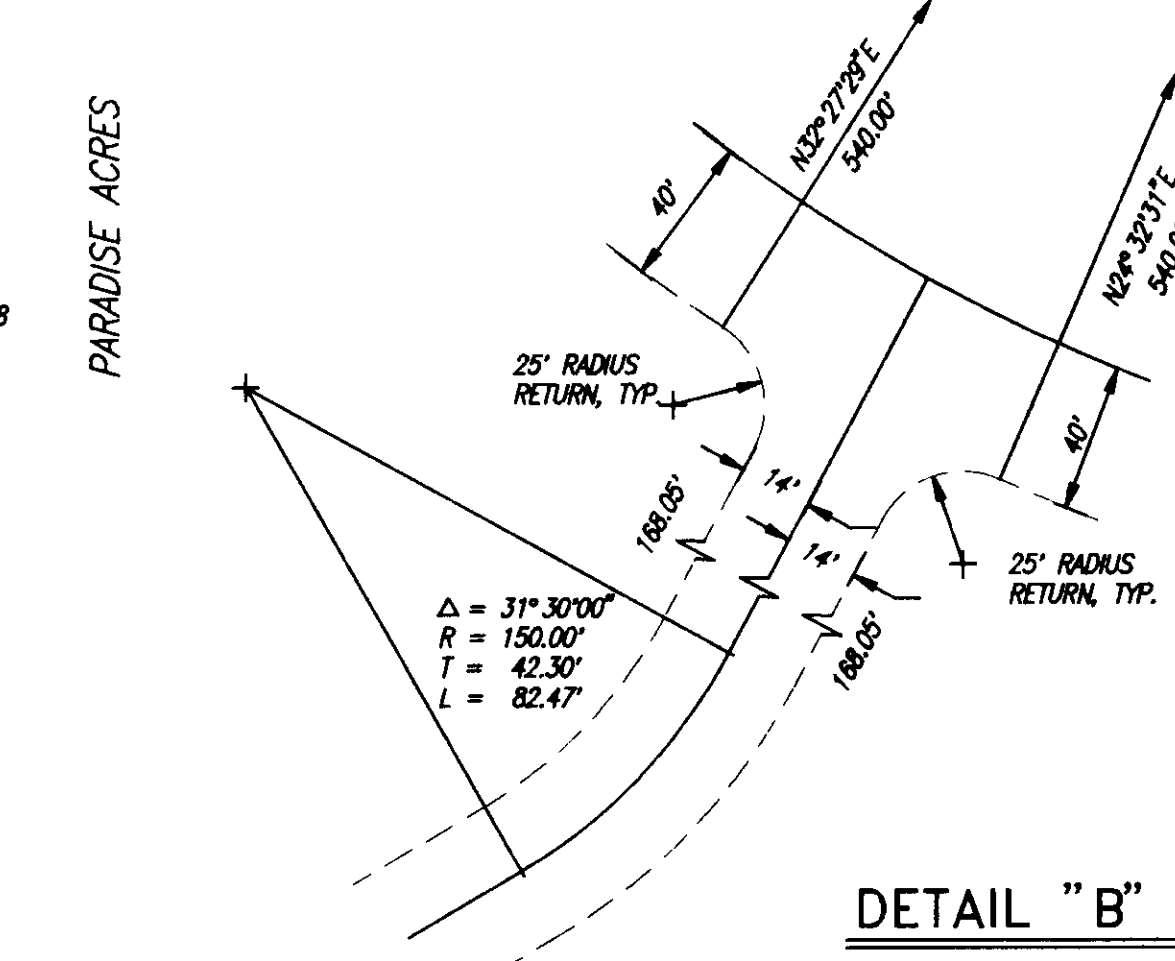 PARADISE ACRES
8
N32°27'29"E
540.00'
N24°32'31"E
40'
25' RADIUS
RETURN, TYP.
14'
14'
168.05'
168.05'
40'
25' RADIUS
RETURN, TYP.
Δ = 31°30'00"
R = 150.00'
T = 42.30'
L = 82.47'
DETAIL "B"